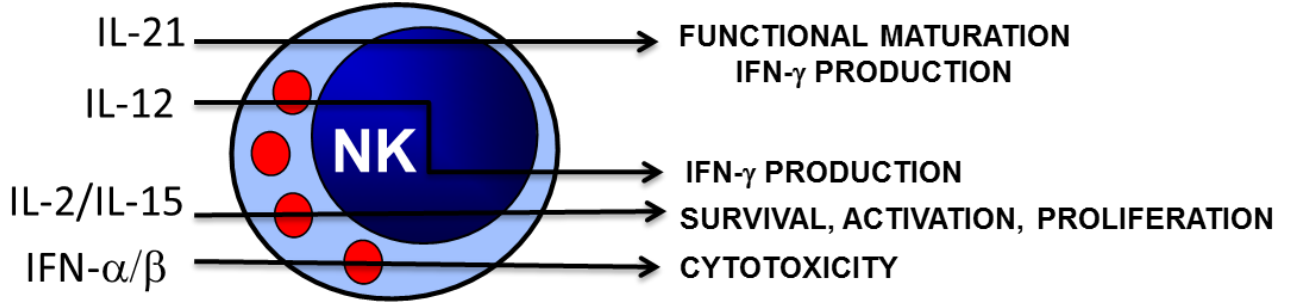 IL-21
FUNCTIONAL MATURATION
IFN-γ PRODUCTION
IL-12
NK
IFN-γ PRODUCTION
IL-2/IL-15
SURVIVAL, ACTIVATION, PROLIFERATION
IFN-α/β
CYTOTOXICITY